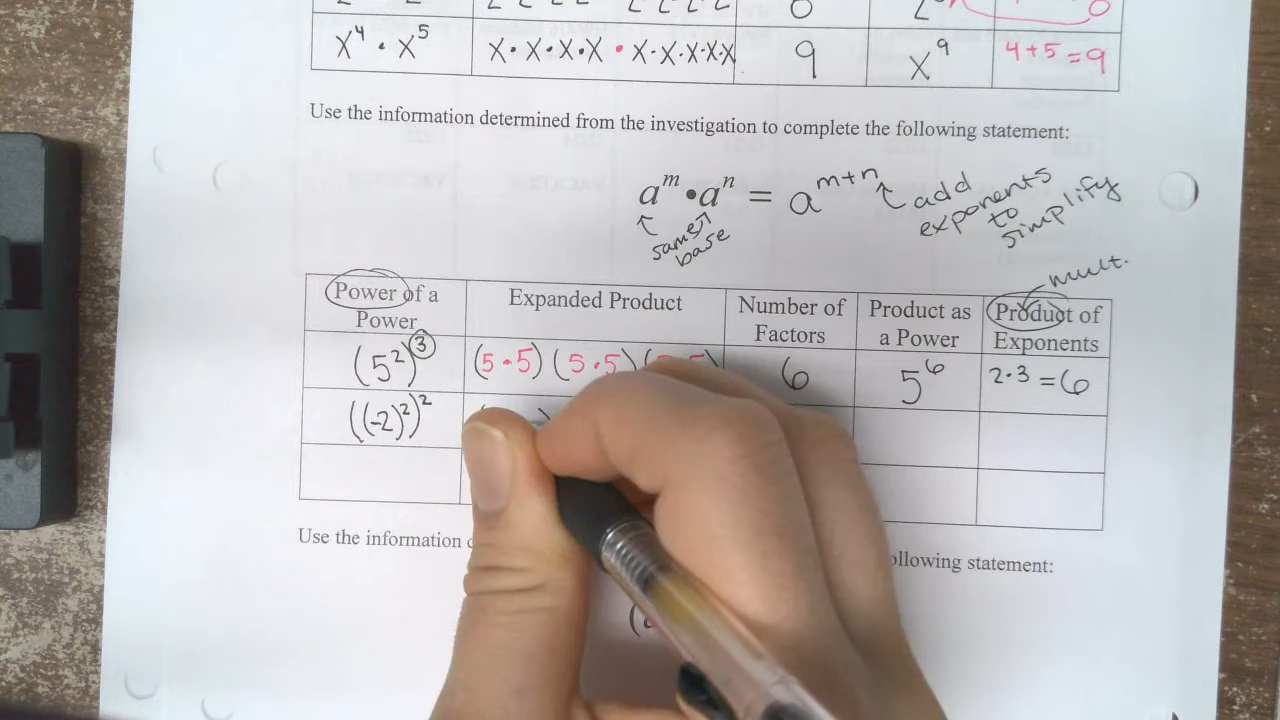 x⁴ · x⁵ x·x·x·x · x·x·x·x·x 9 x⁹ 4+5=9
Use the information determined from the investigation to complete the following statement:
aᵐ • aⁿ = aᵐ⁺ⁿ
add
exponents
to
simplify
same
base
mult.
Power of a Power Expanded Product Number of Factors Product as a Power Product of Exponents
(5²)³ (5·5)(5·5)( 6 5⁶ 2·3=6
((-2)²)²
Use the information
ollowing statement: